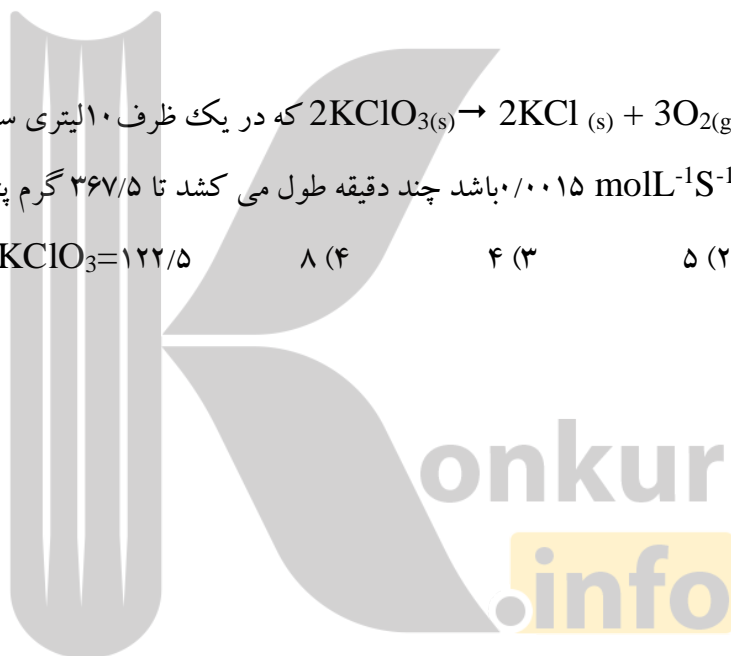 2KClO3(s) → 2KCl (s) + 3O2(g که در یک ظرف ۱۰لیتری
۰/۰۰۱۵ molL-1S-1باشد چند دقیقه طول می کشد تا ۳۶۷/۵ گرم
۲) ۵ ۳) ۴ ۴) ۸ KClO3=۱۲۲/۵
onkur
.info